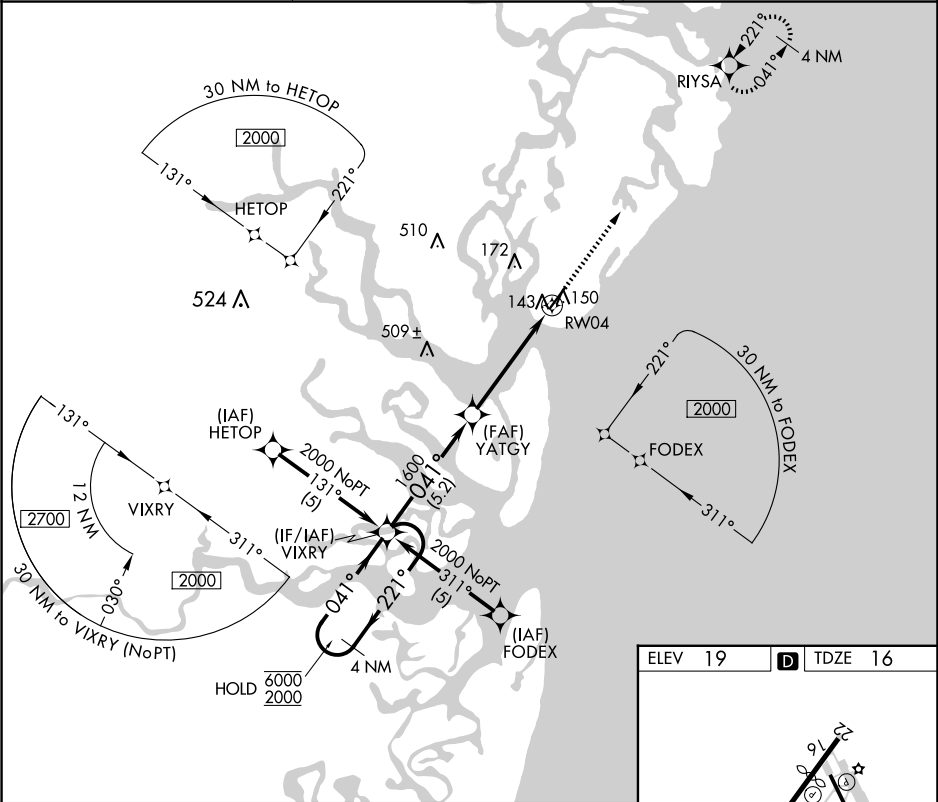 221°
041°
4 NM
RIYSA
30 NM to HETOP
2000
131°
221°
HETOP
510
172
524
143
150
RW04
509 ±
221°
30 NM to FODEX
2000
FODEX
311°
131°
12 NM
VIXRY
2700
311°
2000
030°
30 NM to VIXRY (NoPT)
(IAF)
HETOP
2000 NoPT
131°
(5)
(FAF)
YATGY
1600
041°
(5.2)
(IF/IAF)
VIXRY
2000 NoPT
311°
(5)
(IAF)
FODEX
041°
221°
4 NM
HOLD 6000
2000
ELEV 19 D TDZE 16
22
16
P
P